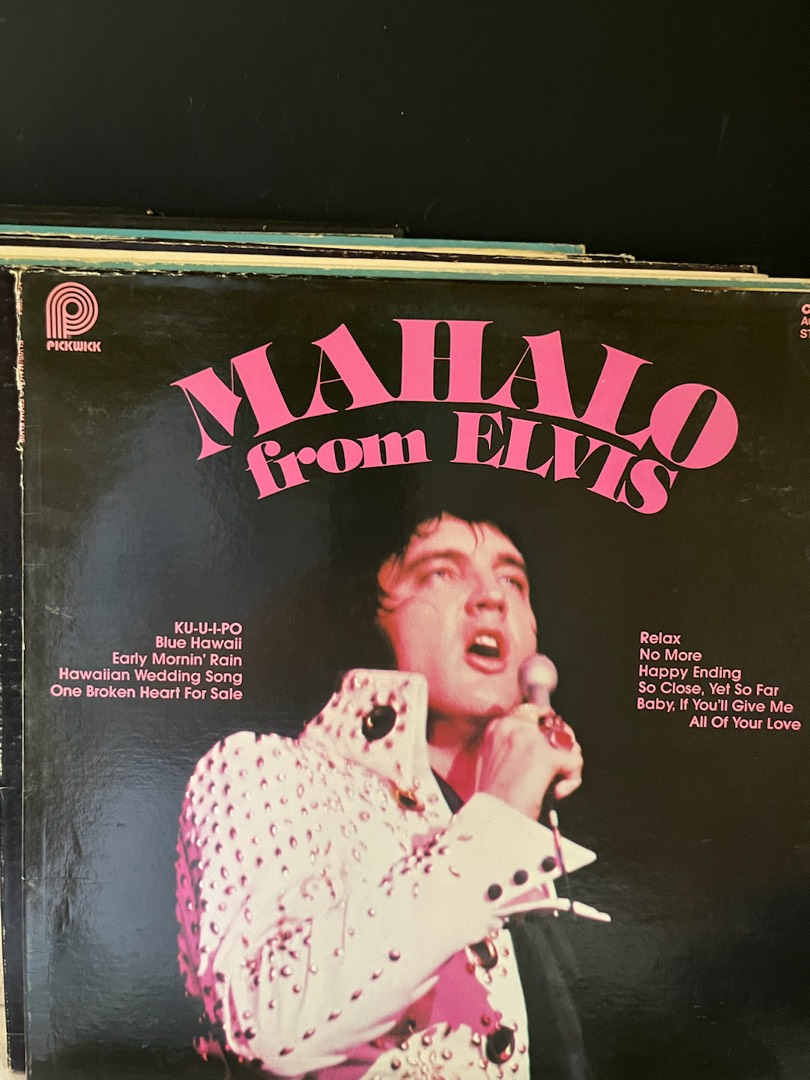 PICKWICK
MAHALO
from ELVIS
KU-U-I-PO
Blue Hawaii
Early Mornin' Rain
Hawaiian Wedding Song
One Broken Heart For Sale
Relax
No More
Happy Ending
So Close, Yet So Far
Baby, If You'll Give Me
All Of Your Love